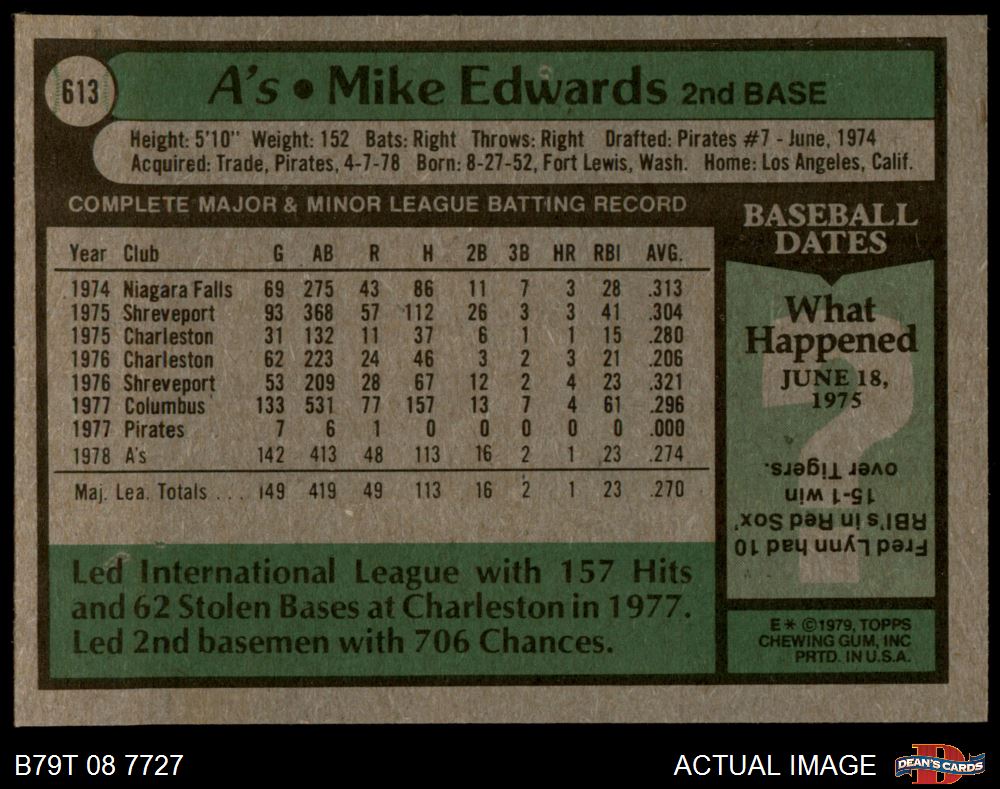 613
A's • Mike Edwards 2nd BASE
Height: 5'10" Weight: 152 Bats: Right Throws: Right Drafted: Pirates #7 - June, 1974
Acquired: Trade, Pirates, 4-7-78 Born: 8-27-52, Fort Lewis, Wash. Home: Los Angeles, Calif.
COMPLETE MAJOR & MINOR LEAGUE BATTING RECORD
Year Club G AB R H 2B 3B HR RBI AVG.
1974 Niagara Falls 69 275 43 86 11 7 3 28 .313
1975 Shreveport 93 368 57 112 26 3 3 41 .304
1975 Charleston 31 132 11 37 6 1 1 15 .280
1976 Charleston 62 223 24 46 3 2 3 21 .206
1976 Shreveport 53 209 28 67 12 2 4 23 .321
1977 Columbus 133 531 77 157 13 7 4 61 .296
1977 Pirates 7 6 1 0 0 0 0 0 .000
1978 A's 142 413 48 113 16 2 1 23 .274
Maj. Lea. Totals ... 149 419 49 113 16 2 1 23 .270
Led International League with 157 Hits
and 62 Stolen Bases at Charleston in 1977.
Led 2nd basemen with 706 Chances.
BASEBALL
DATES
What
Happened
JUNE 18,
1975
Fred Lynn had 10
RBI's in Red Sox'
15-1 win
over Tigers.
E* ©1979, TOPPS
CHEWING GUM, INC
PRTD. IN U.S.A.
B79T 08 7727
ACTUAL IMAGE
DEAN'S CARDS